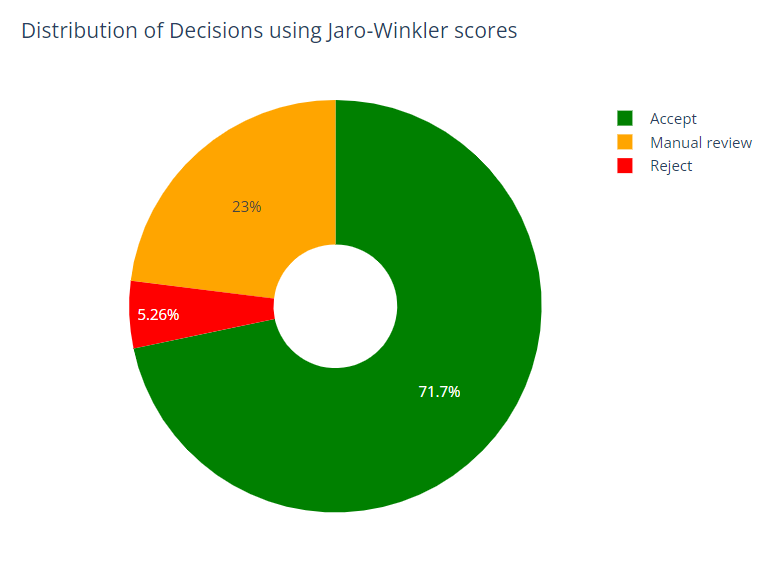 Distribution of Decisions using Jaro-Winkler scores
Accept
Manual review
Reject
23%
5.26%
71.7%